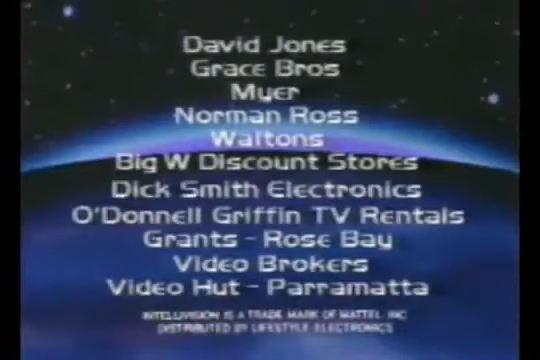 David Jones
Grace Bros
Myer
Norman Ross
Waltons
Big W Discount Stores
Dick Smith Electronics
O'Donnell Griffin TV Rentals
Grants - Rose Bay
Video Brokers
Video Hut - Parramatta
INTELLIVISION IS A TRADE MARK OF MATTEL. INC
DISTRIBUTED BY LIFESTYLE ELECTRONICS